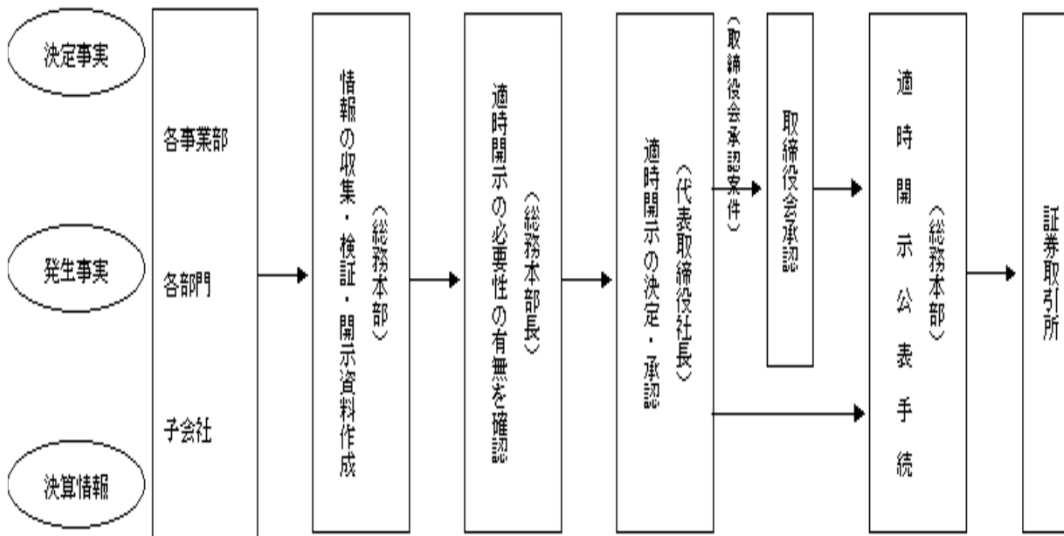 決定事実
発生事実
決算情報
各事業部
各部門
子会社
情報の収集・検証・開示資料作成
(総務本部)
適時開示の必要性の有無を確認
(総務本部長)
適時開示の決定・承認
(代表取締役社長)
(取締役会承認案件)
取締役会承認
適時開示公表手続
(総務本部)
証券取引所